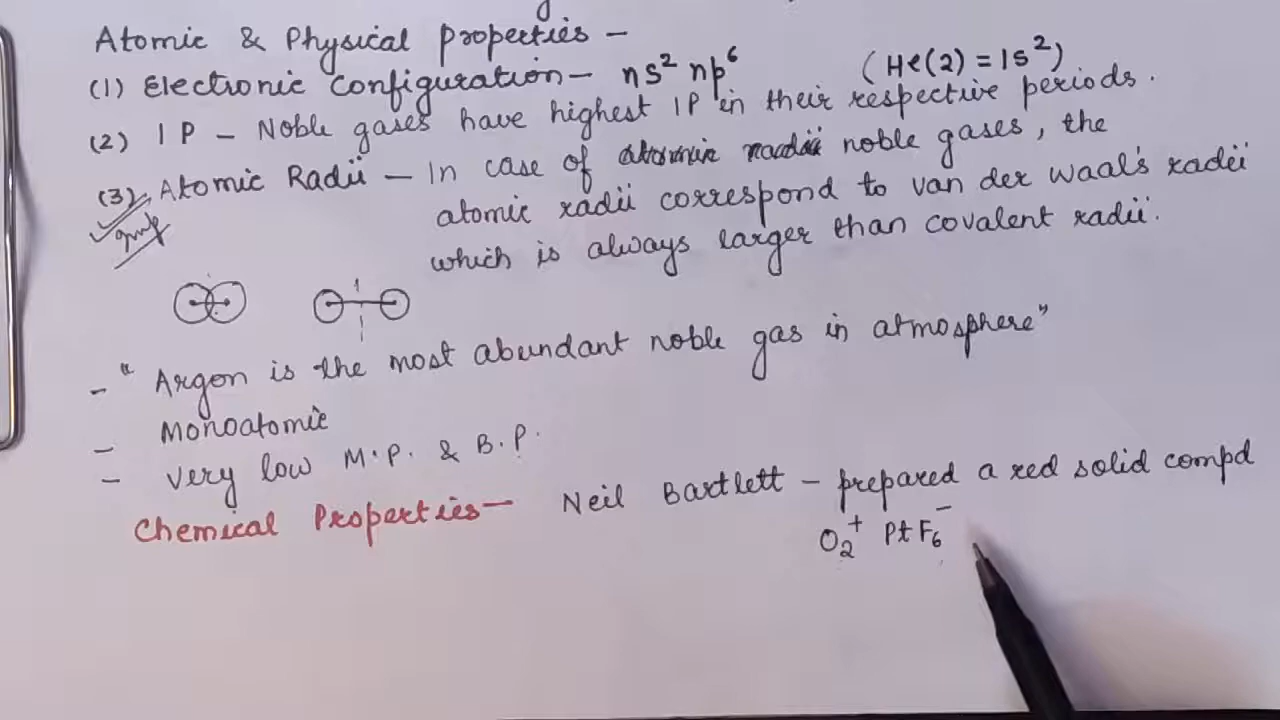 Atomic & Physical Properties –
(1) Electronic Configuration – ns² np⁶ (He(2) = 1s²)
(2) IP – Noble gases have highest IP in their respective periods.
(3) Atomic Radii – In case of noble gases, the
atomic radii correspond to van der waal's radii
which is always larger than covalent radii.
– "Argon is the most abundant noble gas in atmosphere"
– Monoatomic
– Very low M.P. & B.P.
Chemical Properties – Neil Bartlett – prepared a red solid compd
O₂⁺ PtF₆⁻